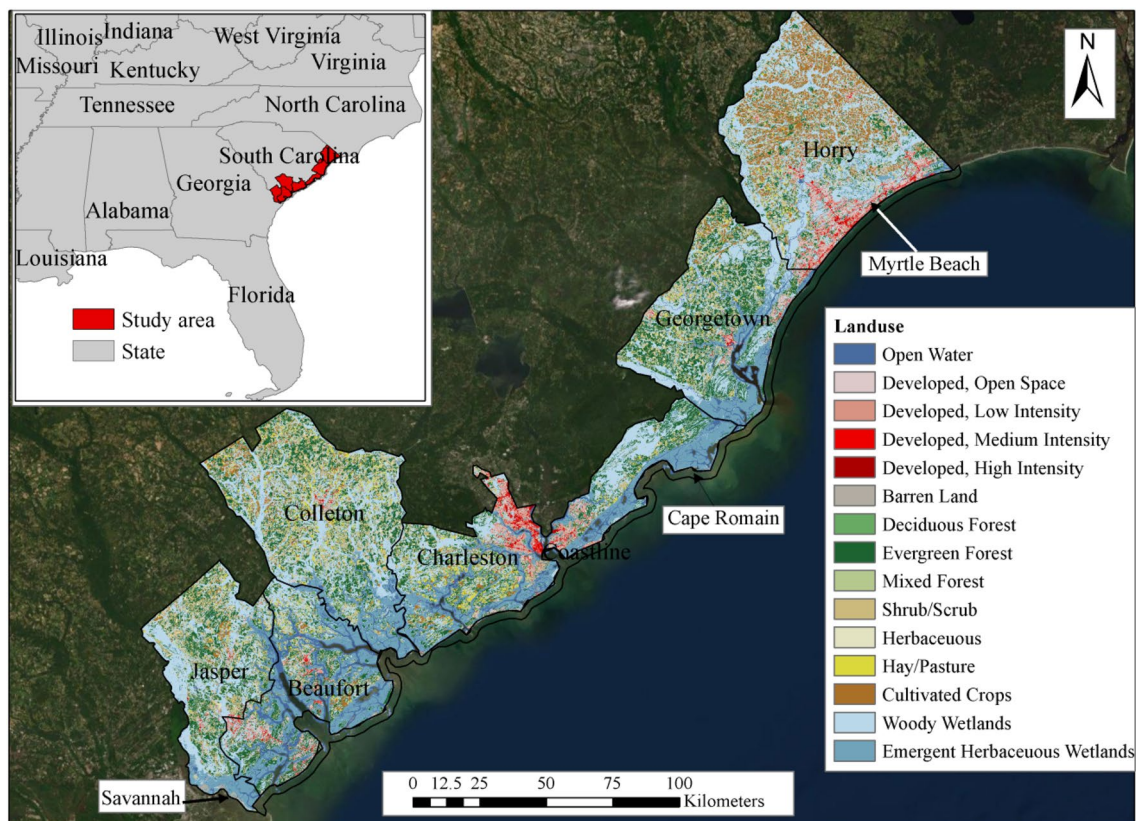 Illinois
Indiana
West Virginia
Missouri
Kentucky
Virginia
Tennessee
North Carolina
South Carolina
Georgia
Alabama
Louisiana
Florida
Study area
State
N
Horry
Myrtle Beach
Georgetown
Cape Romain
Colleton
Charleston
Coastline
Jasper
Beaufort
Savannah
Landuse
Open Water
Developed, Open Space
Developed, Low Intensity
Developed, Medium Intensity
Developed, High Intensity
Barren Land
Deciduous Forest
Evergreen Forest
Mixed Forest
Shrub/Scrub
Herbaceuous
Hay/Pasture
Cultivated Crops
Woody Wetlands
Emergent Herbaceuous Wetlands
0 12.5 25 50 75 100
Kilometers